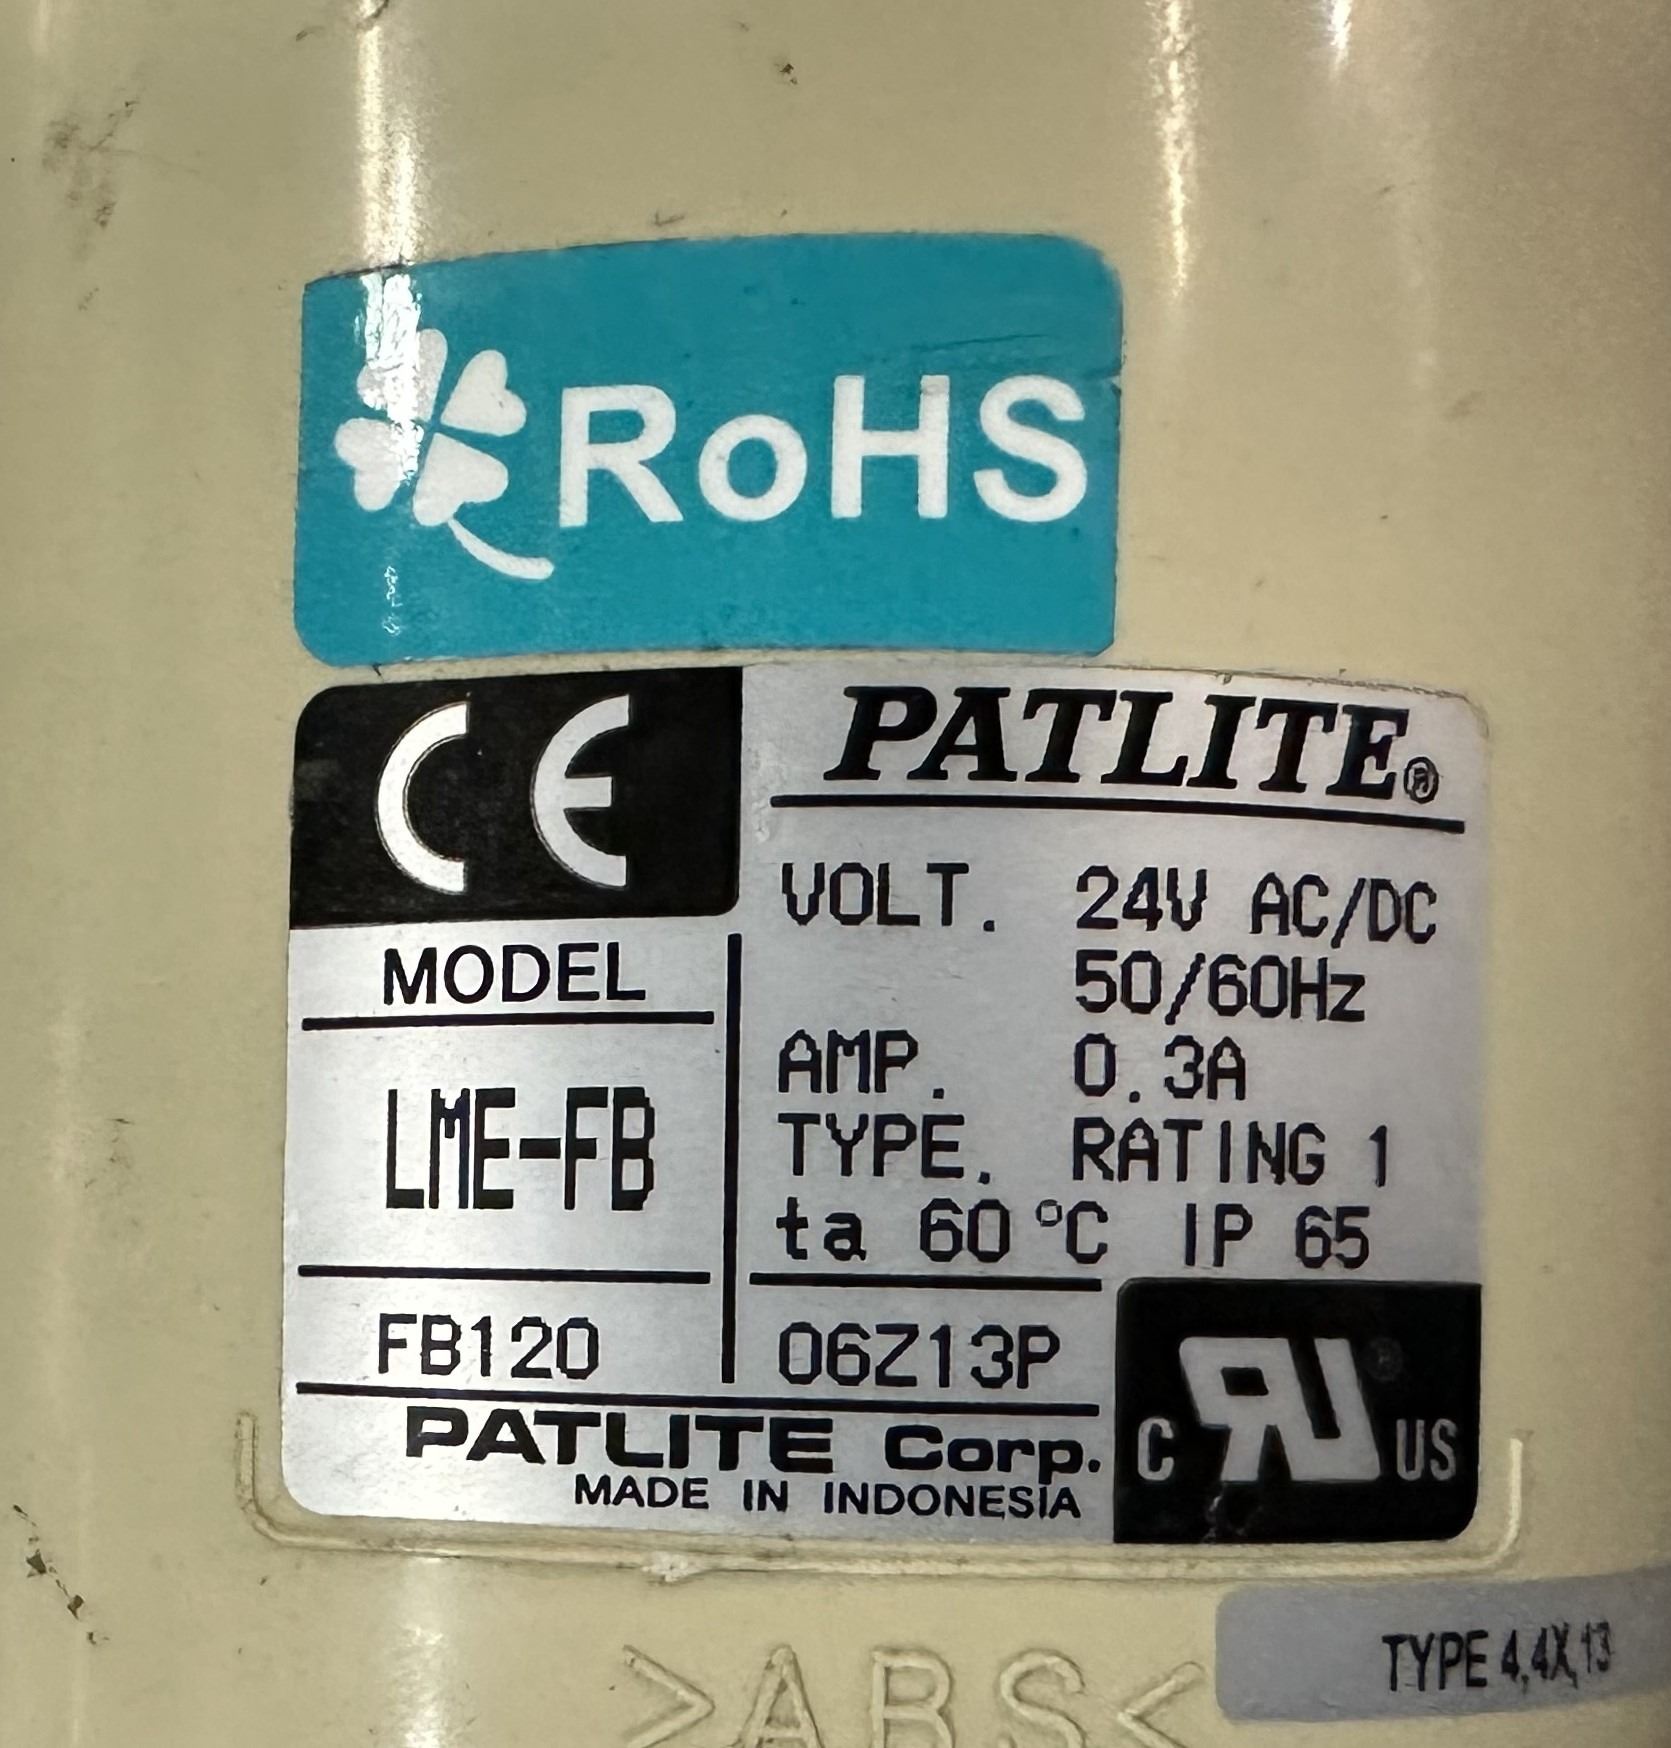 RoHS
CE
PATLITE®
VOLT. 24V AC/DC
50/60Hz
AMP. 0.3A
TYPE. RATING 1
ta 60°C IP 65
MODEL
LME-FB
FB120
06Z13P
PATLITE Corp.
MADE IN INDONESIA
C RU® US
TYPE 4,4X,13
>ABS<